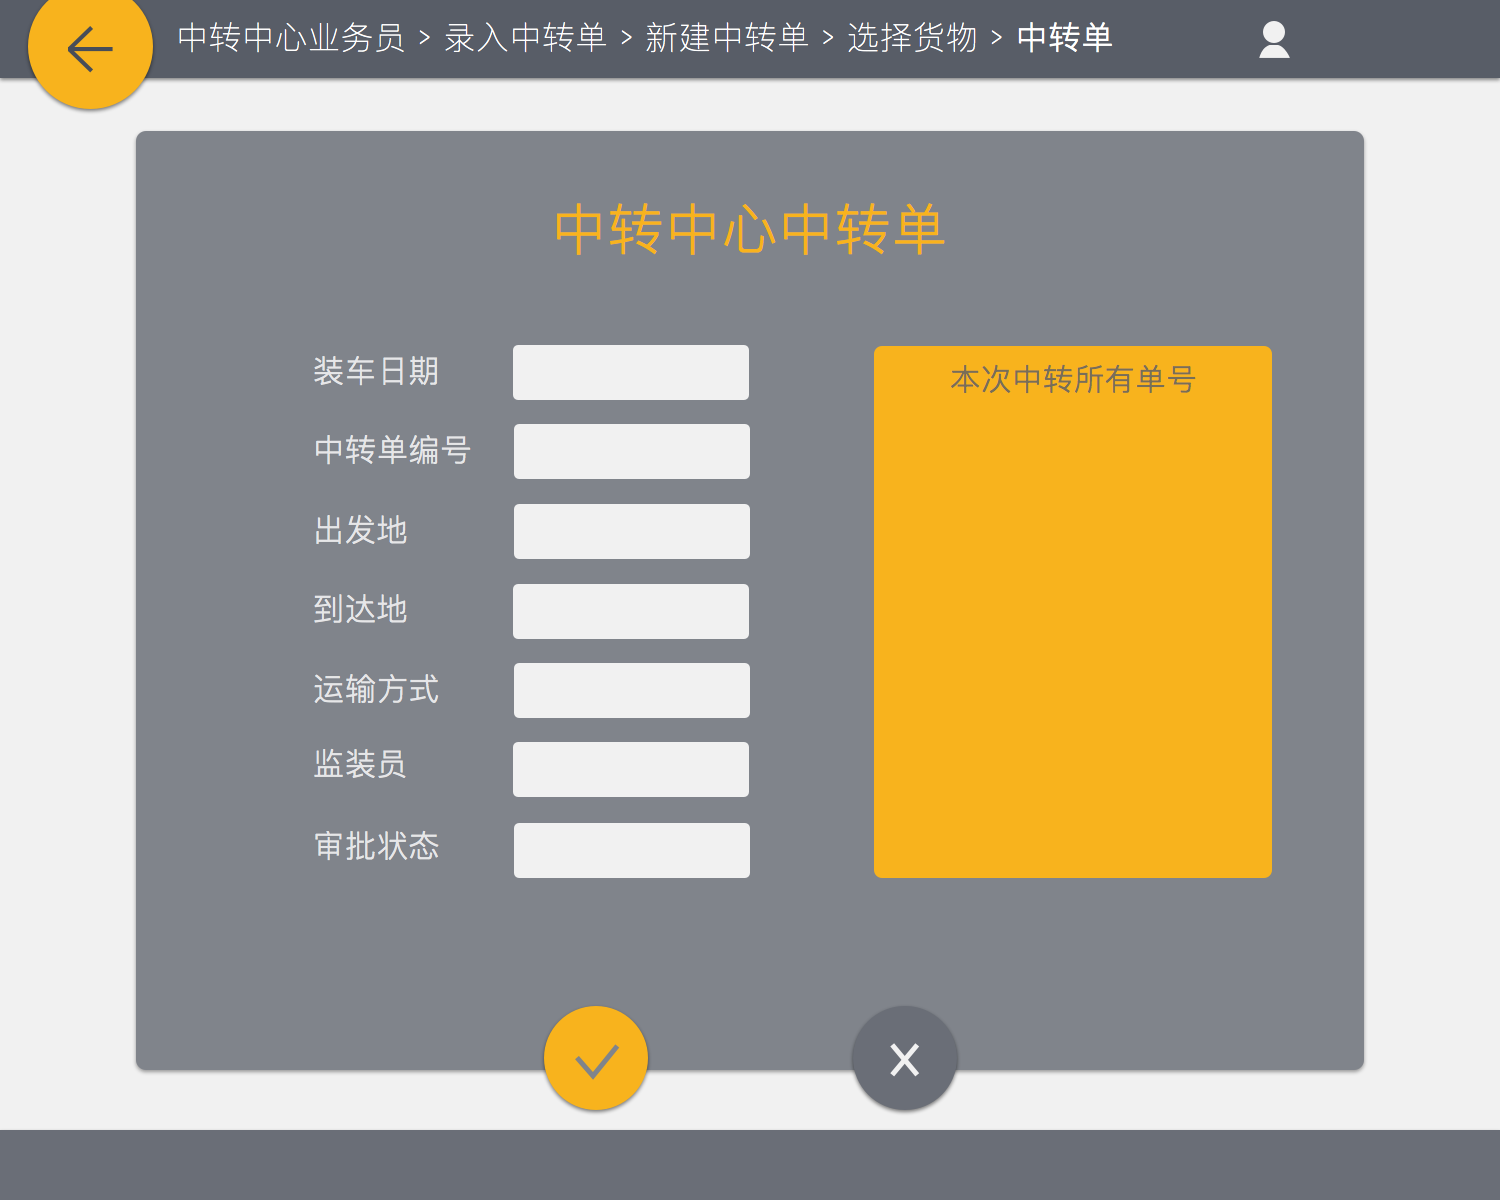 中转中心业务员 > 录入中转单 > 新建中转单 > 选择货物 > 中转单
中转中心中转单
装车日期
中转单编号
出发地
到达地
运输方式
监装员
审批状态
本次中转所有单号